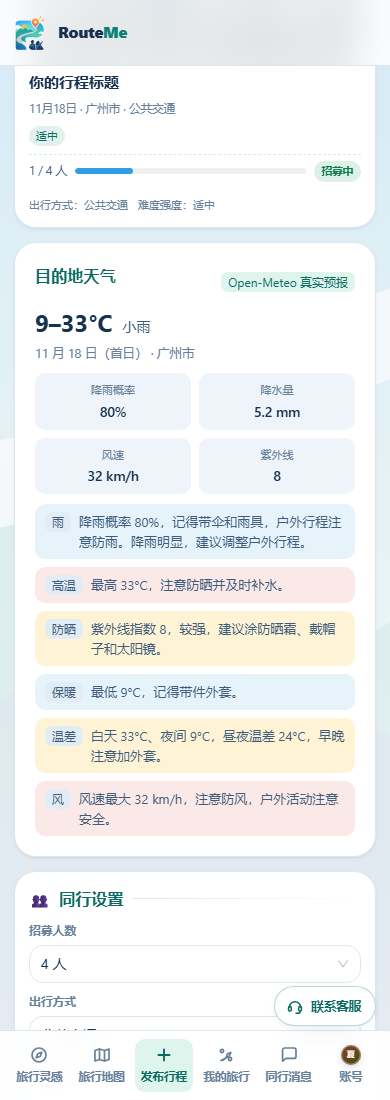 RouteMe
你的行程标题
11月18日 · 广州市 · 公共交通
适中
1 / 4 人
招募中
出行方式: 公共交通 难度强度: 适中
目的地天气
Open-Meteo 真实预报
9–33°C 小雨
11 月 18 日（首日） · 广州市
降雨概率
80%
降水量
5.2 mm
风速
32 km/h
紫外线
8
雨 降雨概率 80%，记得带伞和雨具，户外行程注
意防雨。降雨明显，建议调整户外行程。
高温 最高 33°C，注意防晒并及时补水。
防晒 紫外线指数 8，较强，建议涂防晒霜、戴帽
子和太阳镜。
保暖 最低 9°C，记得带件外套。
温差 白天 33°C、夜间 9°C，昼夜温差 24°C，早晚
注意加外套。
风 风速最大 32 km/h，注意防风，户外活动注意
安全。
同行设置
招募人数
4 人
出行方式
联系客服
旅行灵感
旅行地图
发布行程
我的旅行
同行消息
夏
账号